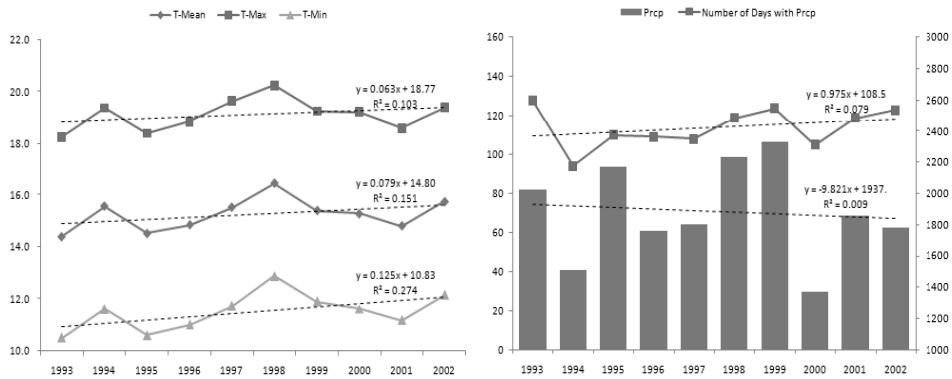 T-Mean T-Max T-Min
22.0
20.0
18.0
16.0
14.0
12.0
10.0
y = 0.063x + 18.77
R² = 0.103
y = 0.079x + 14.80
R² = 0.151
y = 0.125x + 10.83
R² = 0.274
1993 1994 1995 1996 1997 1998 1999 2000 2001 2002
Prcp Number of Days with Prcp
160
140
120
100
80
60
40
20
0
y = 0.975x + 108.5
R² = 0.079
y = -9.821x + 1937.
R² = 0.009
3000
2800
2600
2400
2200
2000
1800
1600
1400
1200
1000
1993 1994 1995 1996 1997 1998 1999 2000 2001 2002